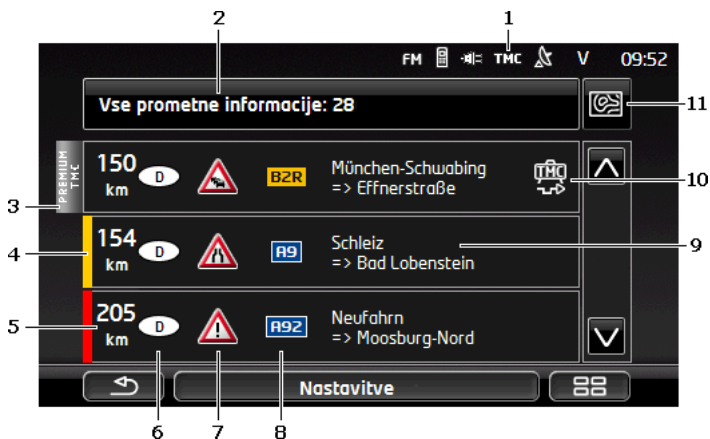 1
2
FM TMC V 09:52
Vse prometne informacije: 28
11
PREMIUM
TMC
150
km
D
B2R
München-Schwabing
=> Effnerstraße
TMC
10
3
154
km
D
A9
Schleiz
=> Bad Lobenstein
4
9
205
km
D
A92
Neufahrn
=> Moosburg-Nord
5
Nastavitve
6
7
8